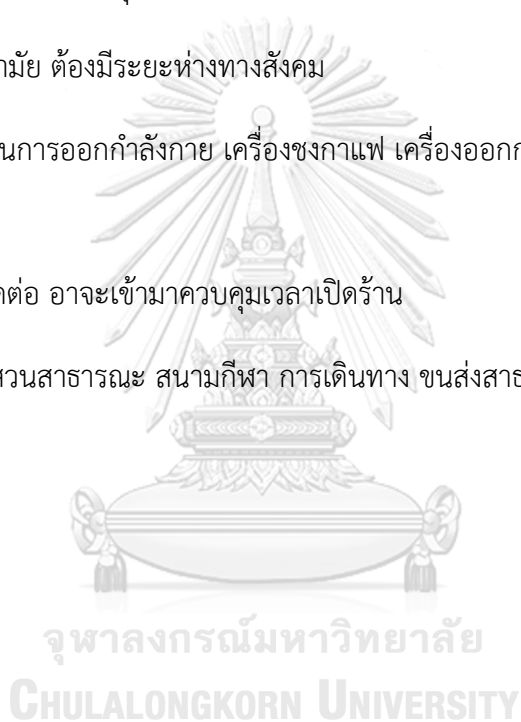 ามัย ต้องมีระยะห่างทางสังคม
นการออกกำลังกาย เครื่องชงกาแฟ เครื่องออกก
ต่อ อาจจะเข้ามาควบคุมเวลาเปิดร้าน
สวนสาธารณะ สนามกีฬา การเดินทาง ขนส่งสาธ
จุฬาลงกรณ์มหาวิทยาลัย
CHULALONGKORN UNIVERSITY